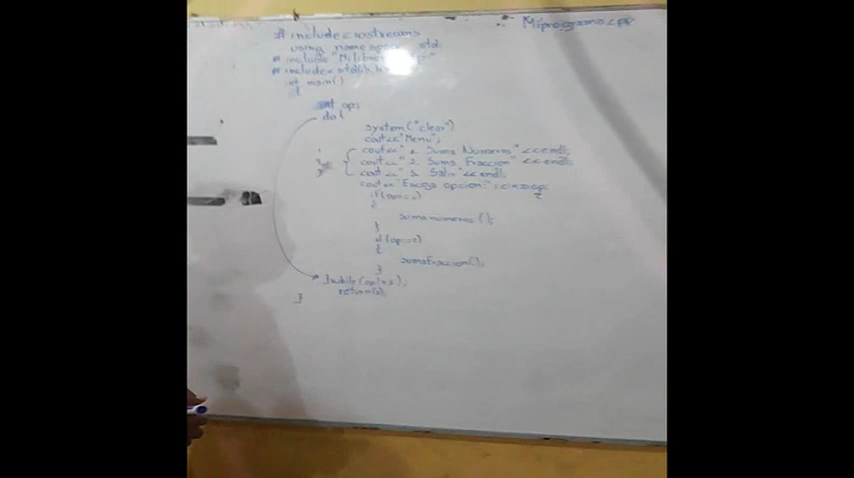 Miprograma.cpp
#include<iostream>
using namespace std
#include "Milibreria
#include<stdlib.h>
int main()
{
int op;
do{
system("clear")
cout<<"Menu";
cout<<" 1 Suma Numeros"<<endl;
cout<<" 2 Suma Fraccion"<<endl;
cout<<" 3 Salir"<<endl;
cout<<"Escoja opcion:"; cin>>op;
if(op==1)
{
sumanumeros();
}
if(op==2)
{
sumafraccion();
}
}while(op!=3);
return(0);
}